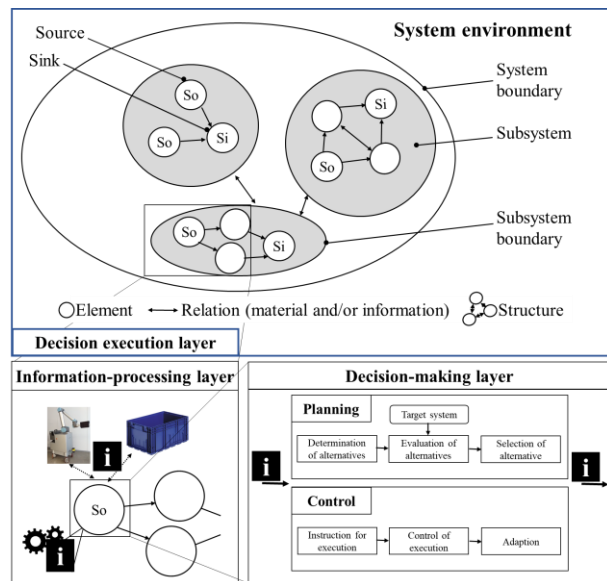 System environment
Source
Sink
System
boundary
Subsystem
Subsystem
boundary
So
So
Si
Si
So
So
Si
Element
Relation (material and/or information)
Structure
Decision execution layer
Information-processing layer
i
So
i
Decision-making layer
Planning
Target system
Determination
of alternatives
Evaluation of
alternatives
Selection of
alternative
i
i
Control
Instruction for
execution
Control of
execution
Adaption